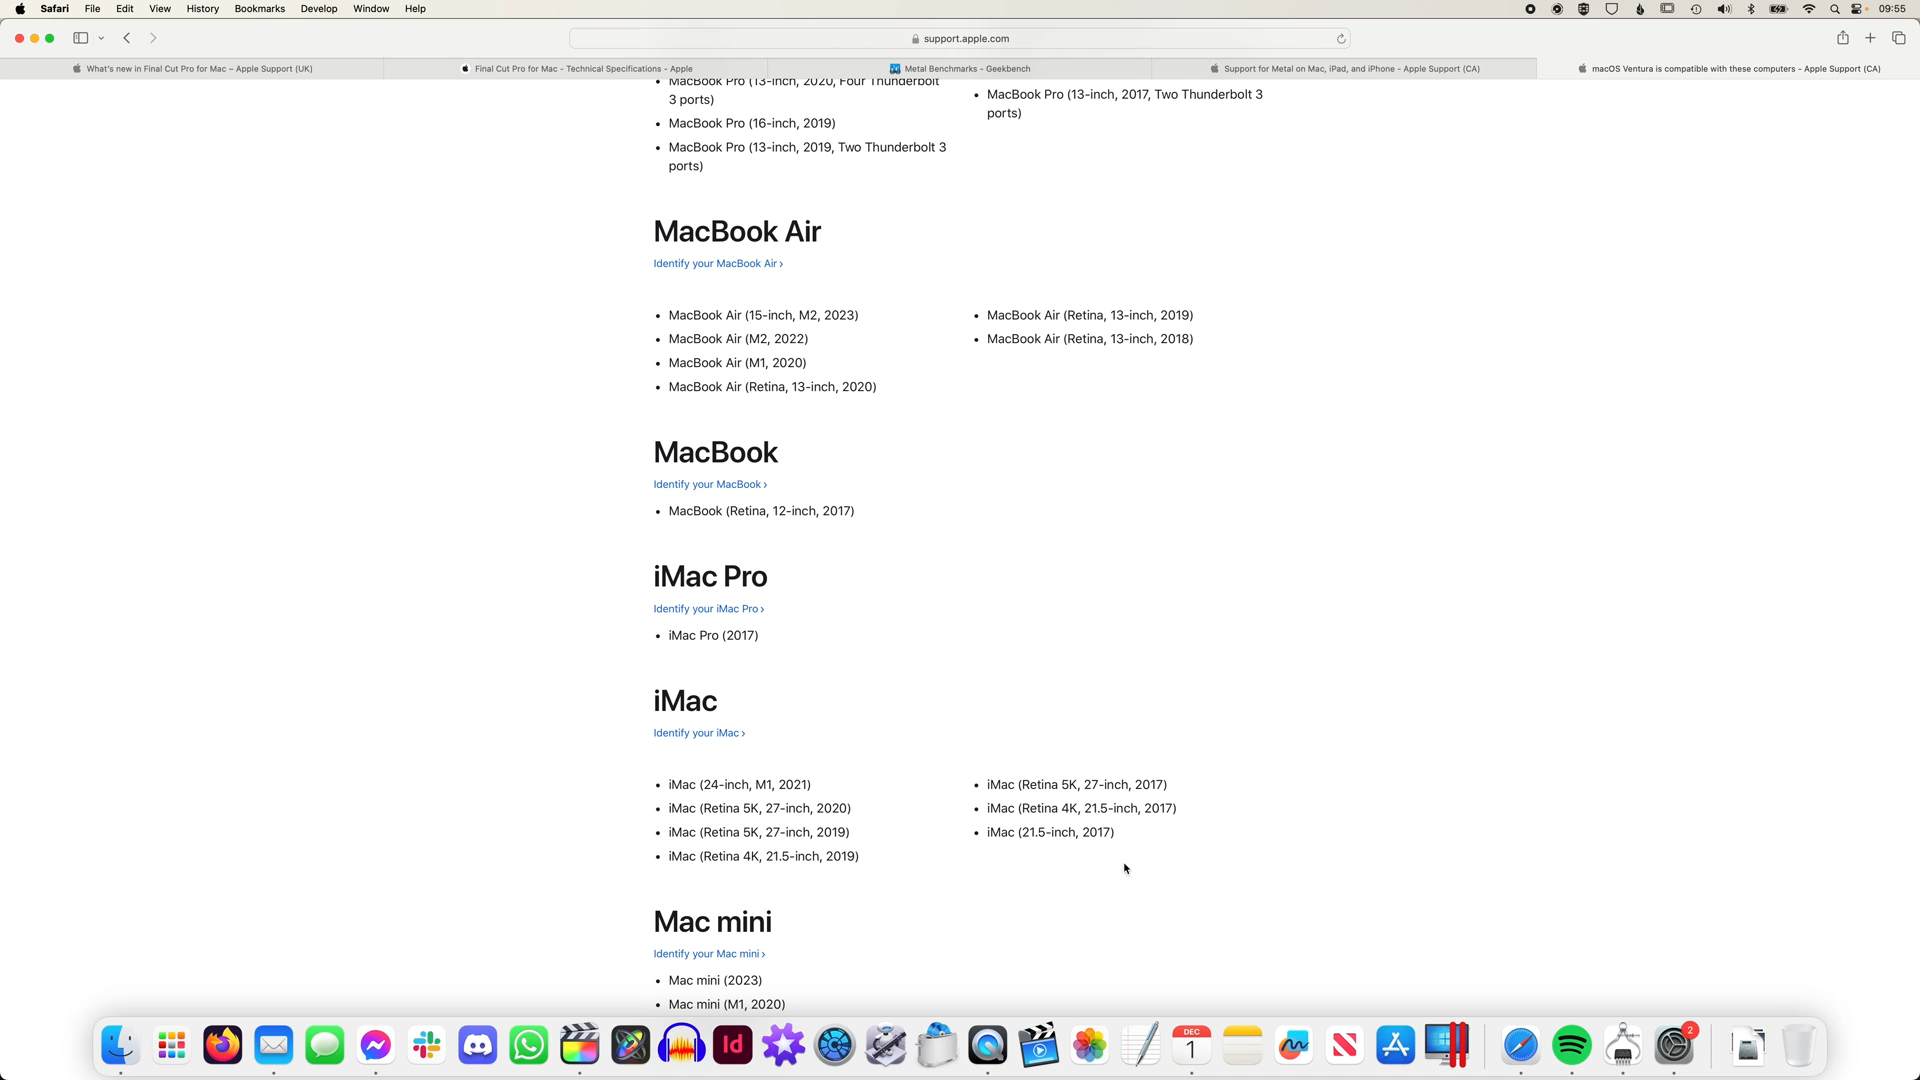 Safari File Edit View History Bookmarks Develop Window Help 09:55
support.apple.com
What's new in Final Cut Pro for Mac – Apple Support (UK)
Final Cut Pro for Mac - Technical Specifications - Apple
Metal Benchmarks - Geekbench
Support for Metal on Mac, iPad, and iPhone - Apple Support (CA)
macOS Ventura is compatible with these computers - Apple Support (CA)
MacBook Pro (13-inch, 2020, Four Thunderbolt
3 ports)
• MacBook Pro (16-inch, 2019)
• MacBook Pro (13-inch, 2019, Two Thunderbolt 3
ports)
• MacBook Pro (13-inch, 2017, Two Thunderbolt 3
ports)
MacBook Air
Identify your MacBook Air ›
• MacBook Air (15-inch, M2, 2023)
• MacBook Air (M2, 2022)
• MacBook Air (M1, 2020)
• MacBook Air (Retina, 13-inch, 2020)
• MacBook Air (Retina, 13-inch, 2019)
• MacBook Air (Retina, 13-inch, 2018)
MacBook
Identify your MacBook ›
• MacBook (Retina, 12-inch, 2017)
iMac Pro
Identify your iMac Pro ›
• iMac Pro (2017)
iMac
Identify your iMac ›
• iMac (24-inch, M1, 2021)
• iMac (Retina 5K, 27-inch, 2020)
• iMac (Retina 5K, 27-inch, 2019)
• iMac (Retina 4K, 21.5-inch, 2019)
• iMac (Retina 5K, 27-inch, 2017)
• iMac (Retina 4K, 21.5-inch, 2017)
• iMac (21.5-inch, 2017)
Mac mini
Identify your Mac mini ›
• Mac mini (2023)
• Mac mini (M1, 2020)
Id
DEC
1
2